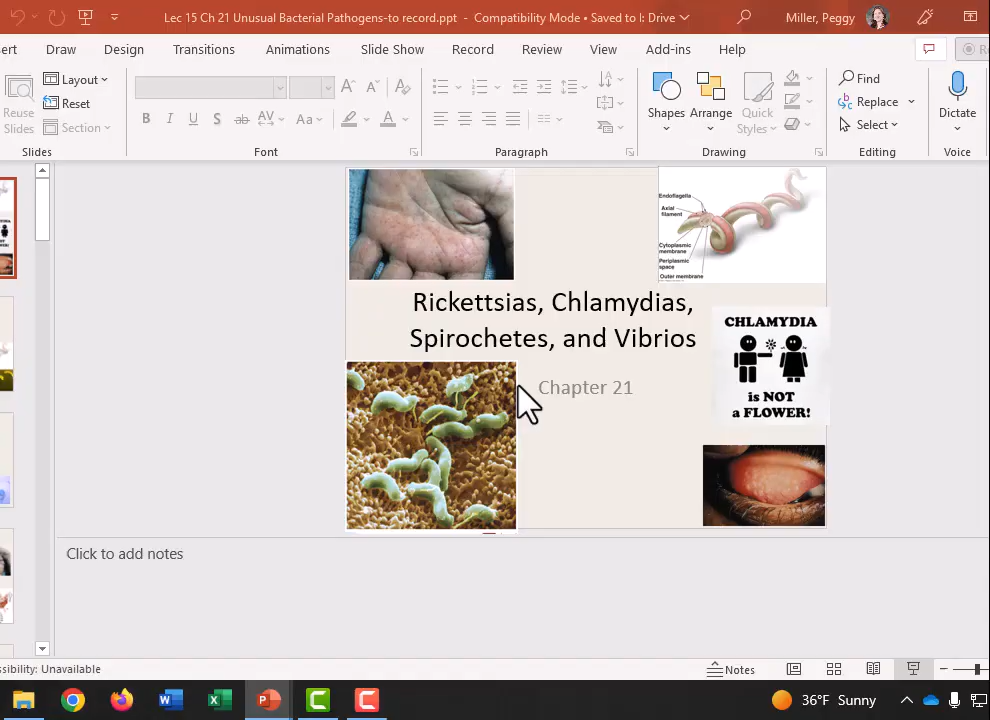 Lec 15 Ch 21 Unusual Bacterial Pathogens-to record.ppt - Compatibility Mode • Saved to I: Drive
Miller, Peggy
ert Draw Design Transitions Animations Slide Show Record Review View Add-ins Help
Reuse Slides
Layout
Reset
Section
Slides
B I U S ab AV Aa A
Font
Paragraph
Shapes Arrange Quick Styles
Drawing
Find
Replace
Select
Editing
Dictate
Voice
Endoflagella
Axial filament
Cytoplasmic membrane
Periplasmic space
Outer membrane
Rickettsias, Chlamydias,
Spirochetes, and Vibrios
Chapter 21
CHLAMYDIA
is NOT
a FLOWER!
Click to add notes
ssibility: Unavailable
Notes
36°F Sunny